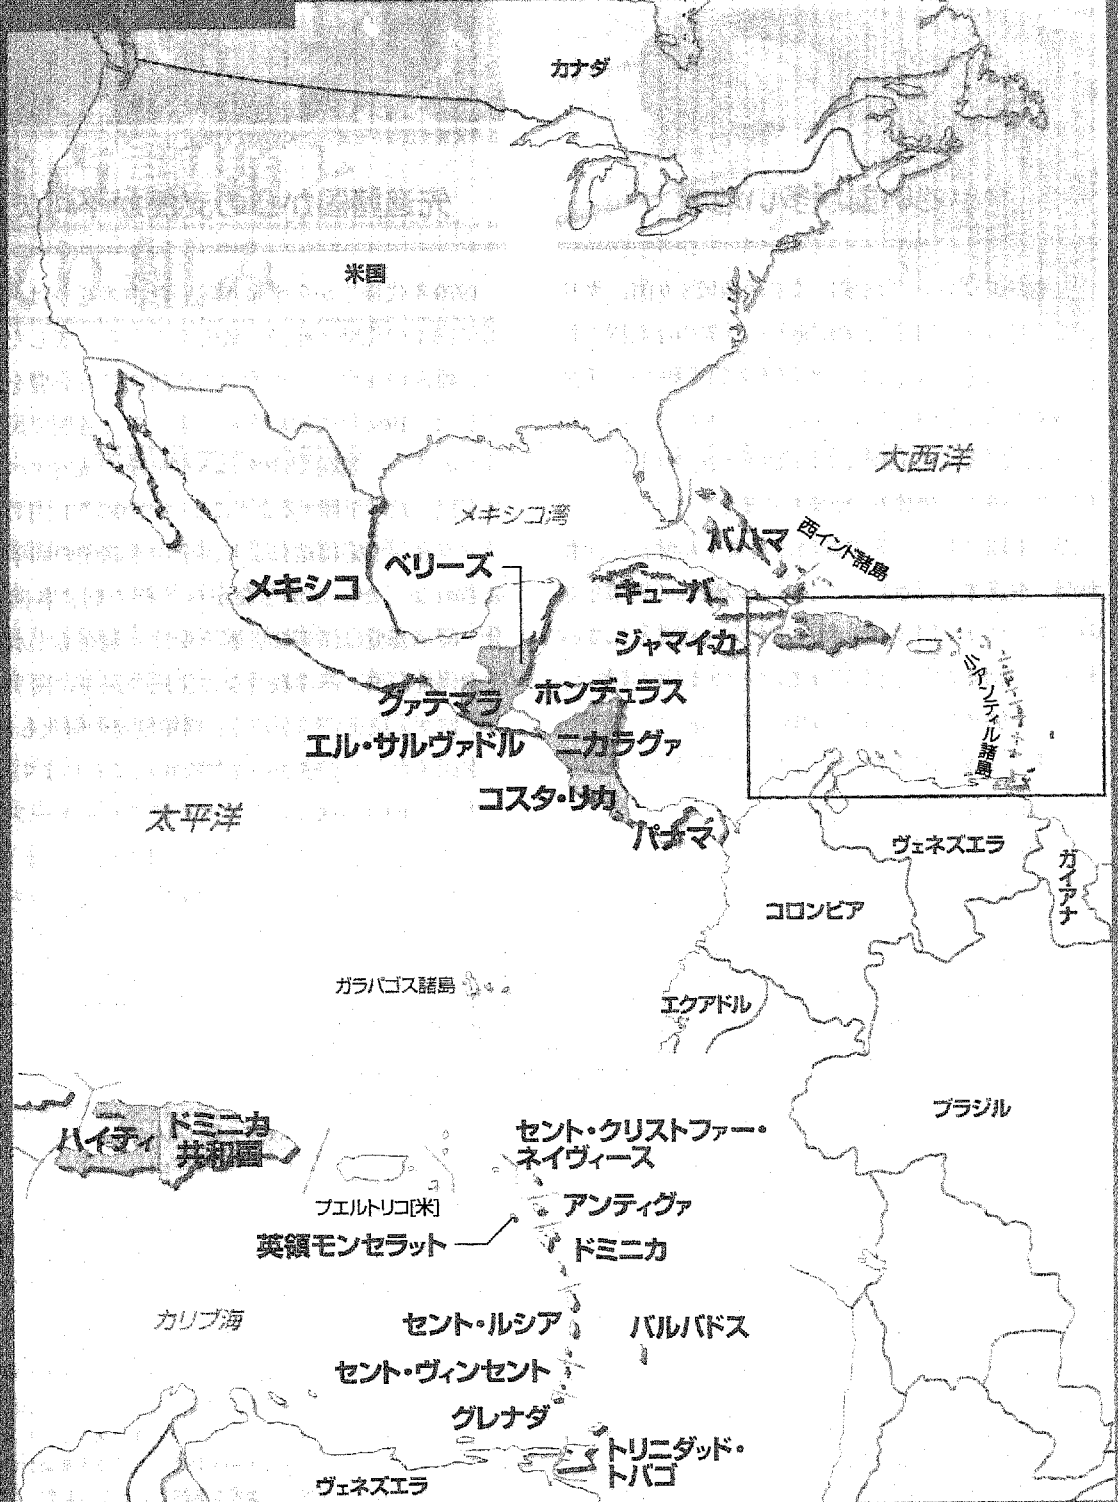 カナダ
米国
大西洋
メキシコ湾
バハマ
西インド諸島
ベリーズ
メキシコ
キューバ
ジャマイカ
グァテマラ
ホンデュラス
小アンティル諸島
エル・サルヴァドル
ニカラグァ
コスタ・リカ
太平洋
パナマ
ヴェネズエラ
ガイアナ
コロンビア
ガラパゴス諸島
エクアドル
ブラジル
ハイティ
ドミニカ
共和国
セント・クリストファー・
ネイヴィース
プエルトリコ[米]
アンティグァ
英領モンセラット
ドミニカ
カリブ海
セント・ルシア
バルバドス
セント・ヴィンセント
グレナダ
トリニダッド・
トバゴ
ヴェネズエラ